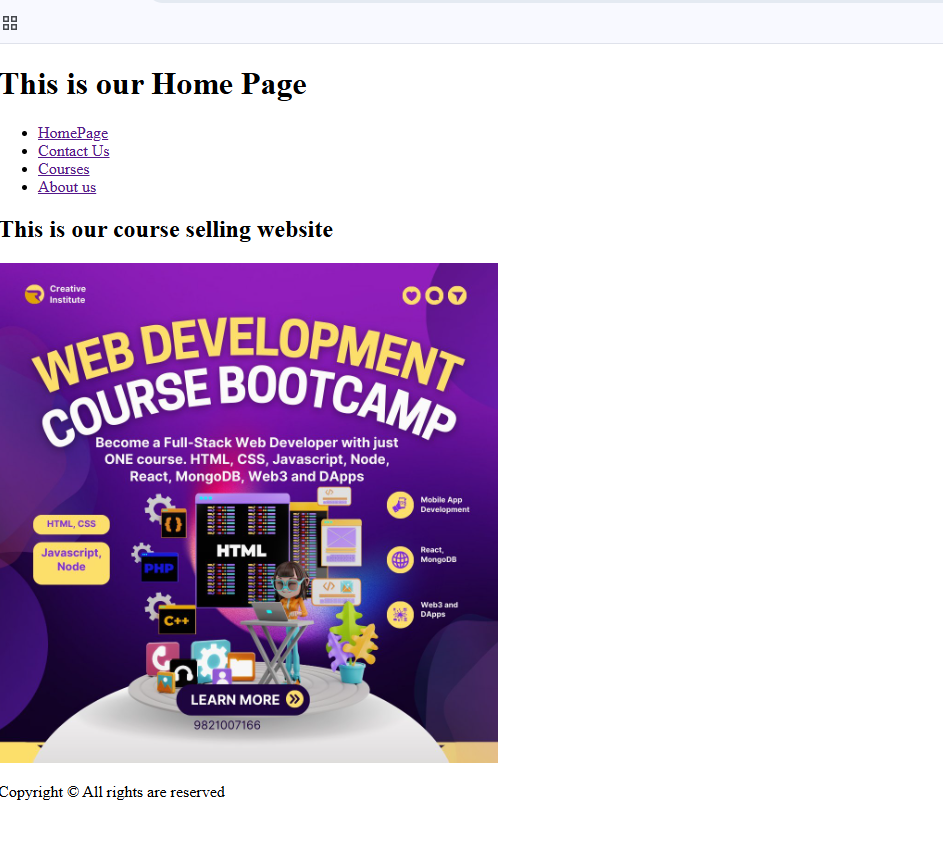 This is our Home Page
HomePage
Contact Us
Courses
About us
This is our course selling website
Creative
Institute
WEB DEVELOPMENT
COURSE BOOTCAMP
Become a Full-Stack Web Developer with just
ONE course. HTML, CSS, Javascript, Node,
React, MongoDB, Web3 and DApps
Mobile App
Development
HTML, CSS
HTML
Javascript,
Node
React,
MongoDB
PHP
Web3 and
DApps
C++
LEARN MORE
9821007166
Copyright © All rights are reserved